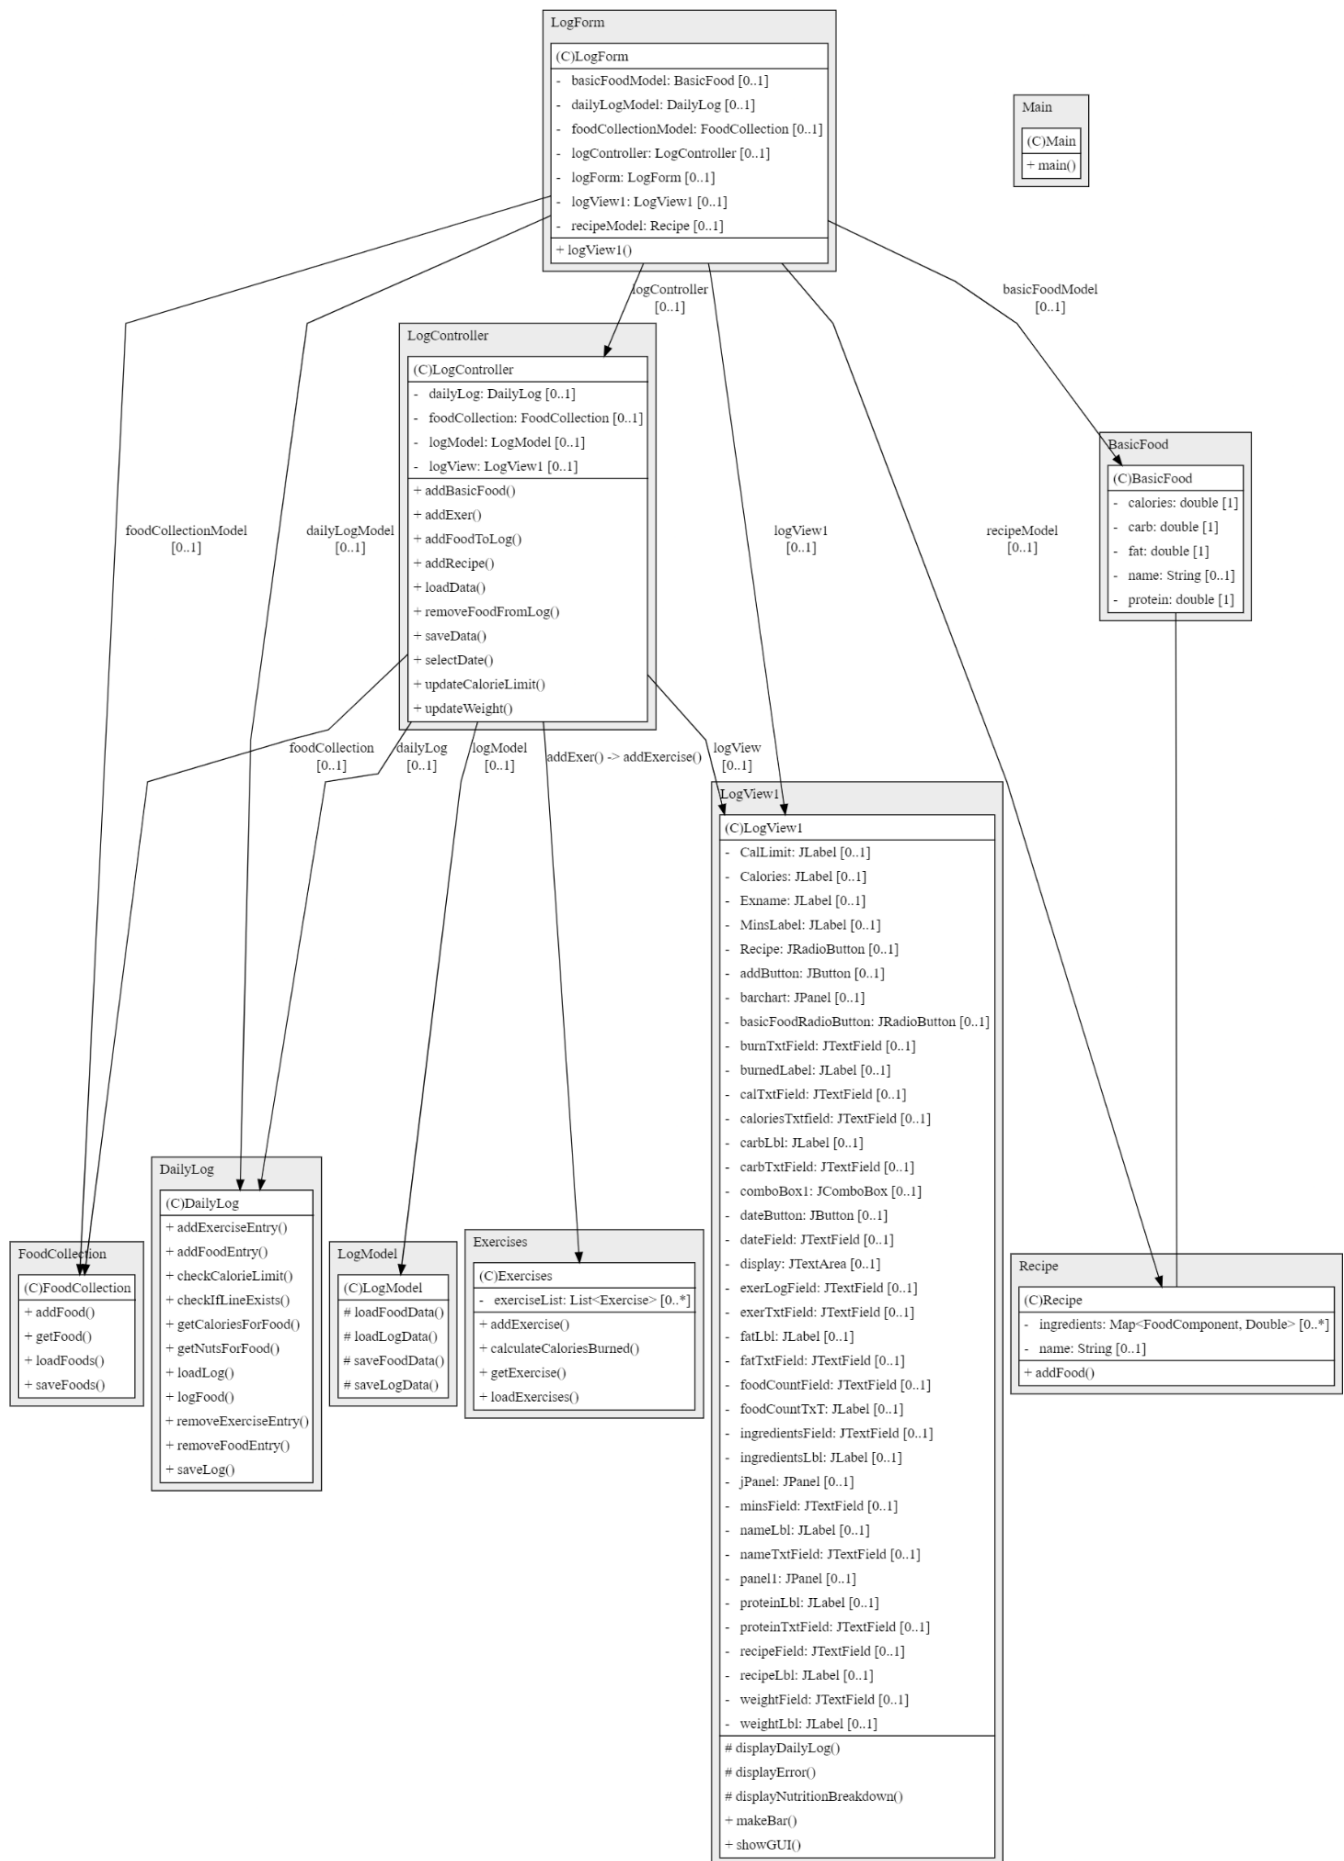 LogForm
(C)LogForm
- basicFoodModel: BasicFood [0..1]
- dailyLogModel: DailyLog [0..1]
- foodCollectionModel: FoodCollection [0..1]
- logController: LogController [0..1]
- logForm: LogForm [0..1]
- logView1: LogView1 [0..1]
- recipeModel: Recipe [0..1]
+ logView1()
Main
(C)Main
+ main()
logController
[0..1]
basicFoodModel
[0..1]
LogController
(C)LogController
- dailyLog: DailyLog [0..1]
- foodCollection: FoodCollection [0..1]
- logModel: LogModel [0..1]
- logView: LogView1 [0..1]
+ addBasicFood()
+ addExer()
+ addFoodToLog()
+ addRecipe()
+ loadData()
+ removeFoodFromLog()
+ saveData()
+ selectDate()
+ updateCalorieLimit()
+ updateWeight()
BasicFood
(C)BasicFood
- calories: double [1]
- carb: double [1]
- fat: double [1]
- name: String [0..1]
- protein: double [1]
foodCollectionModel
[0..1]
dailyLogModel
[0..1]
logView1
[0..1]
recipeModel
[0..1]
foodCollection
[0..1]
dailyLog
[0..1]
logModel
[0..1]
addExer() -> addExercise()
logView
[0..1]
LogView1
(C)LogView1
- CalLimit: JLabel [0..1]
- Calories: JLabel [0..1]
- Exname: JLabel [0..1]
- MinsLabel: JLabel [0..1]
- Recipe: JRadioButton [0..1]
- addButton: JButton [0..1]
- barchart: JPanel [0..1]
- basicFoodRadioButton: JRadioButton [0..1]
- burnTxtField: JTextField [0..1]
- burnedLabel: JLabel [0..1]
- calTxtField: JTextField [0..1]
- caloriesTxtfield: JTextField [0..1]
- carbLbl: JLabel [0..1]
- carbTxtField: JTextField [0..1]
- comboBox1: JComboBox [0..1]
- dateButton: JButton [0..1]
- dateField: JTextField [0..1]
- display: JTextArea [0..1]
- exerLogField: JTextField [0..1]
- exerTxtField: JTextField [0..1]
- fatLbl: JLabel [0..1]
- fatTxtField: JTextField [0..1]
- foodCountField: JTextField [0..1]
- foodCountTxT: JLabel [0..1]
- ingredientsField: JTextField [0..1]
- ingredientsLbl: JLabel [0..1]
- jPanel: JPanel [0..1]
- minsField: JTextField [0..1]
- nameLbl: JLabel [0..1]
- nameTxtField: JTextField [0..1]
- panel1: JPanel [0..1]
- proteinLbl: JLabel [0..1]
- proteinTxtField: JTextField [0..1]
- recipeField: JTextField [0..1]
- recipeLbl: JLabel [0..1]
- weightField: JTextField [0..1]
- weightLbl: JLabel [0..1]
# displayDailyLog()
# displayError()
# displayNutritionBreakdown()
+ makeBar()
+ showGUI()
FoodCollection
(C)FoodCollection
+ addFood()
+ getFood()
+ loadFoods()
+ saveFoods()
DailyLog
(C)DailyLog
+ addExerciseEntry()
+ addFoodEntry()
+ checkCalorieLimit()
+ checkIfLineExists()
+ getCaloriesForFood()
+ getNutsForFood()
+ loadLog()
+ logFood()
+ removeExerciseEntry()
+ removeFoodEntry()
+ saveLog()
LogModel
(C)LogModel
# loadFoodData()
# loadLogData()
# saveFoodData()
# saveLogData()
Exercises
(C)Exercises
- exerciseList: List<Exercise> [0..*]
+ addExercise()
+ calculateCaloriesBurned()
+ getExercise()
+ loadExercises()
Recipe
(C)Recipe
- ingredients: Map<FoodComponent, Double> [0..*]
- name: String [0..1]
+ addFood()